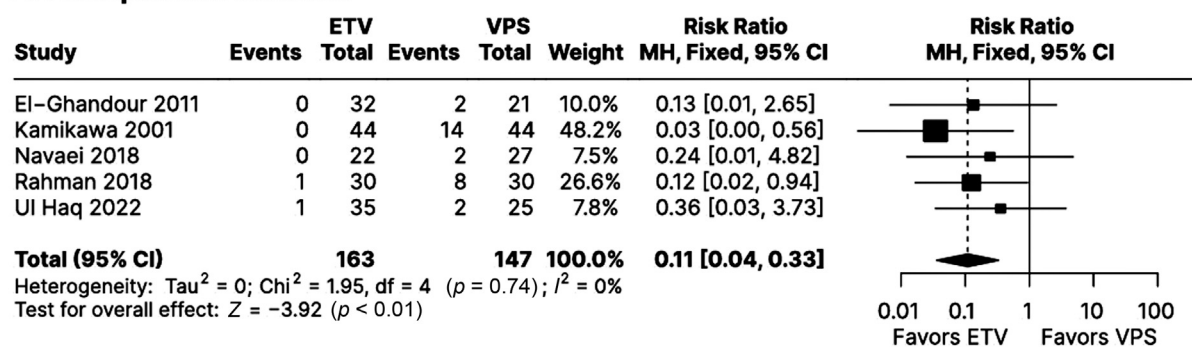 ETV VPS Risk Ratio Risk Ratio
Study Events Total Events Total Weight MH, Fixed, 95% CI MH, Fixed, 95% CI
El-Ghandour 2011 0 32 2 21 10.0% 0.13 [0.01, 2.65]
Kamikawa 2001 0 44 14 44 48.2% 0.03 [0.00, 0.56]
Navaei 2018 0 22 2 27 7.5% 0.24 [0.01, 4.82]
Rahman 2018 1 30 8 30 26.6% 0.12 [0.02, 0.94]
Ul Haq 2022 1 35 2 25 7.8% 0.36 [0.03, 3.73]
Total (95% CI) 163 147 100.0% 0.11 [0.04, 0.33]
Heterogeneity: Tau² = 0; Chi² = 1.95, df = 4 (p = 0.74); I² = 0%
Test for overall effect: Z = −3.92 (p < 0.01)
0.01 0.1 1 10 100
Favors ETV Favors VPS